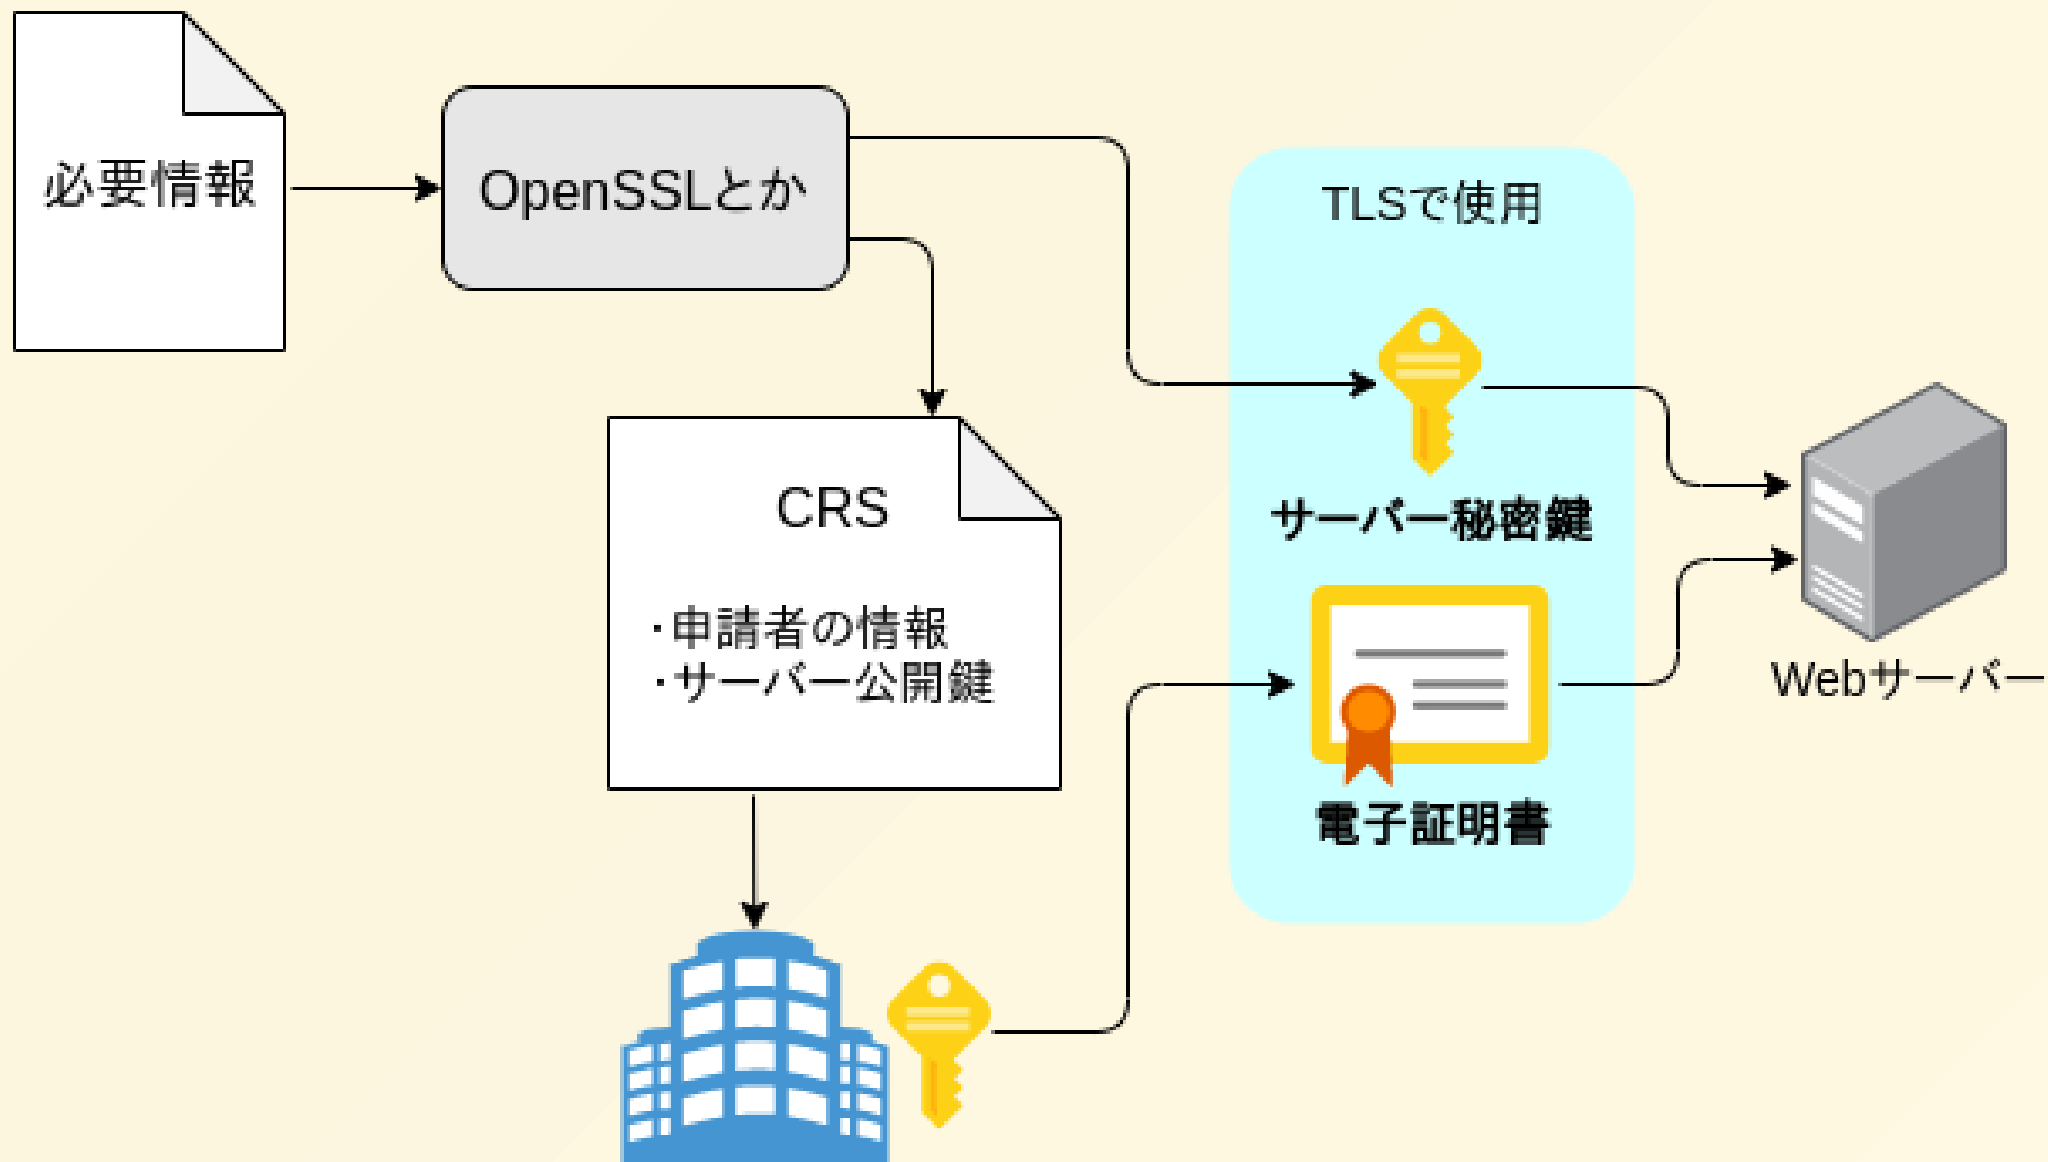 必要情報
OpenSSLとか
TLSで使用
CRS
・申請者の情報
・サーバー公開鍵
サーバー秘密鍵
電子証明書
Webサーバー